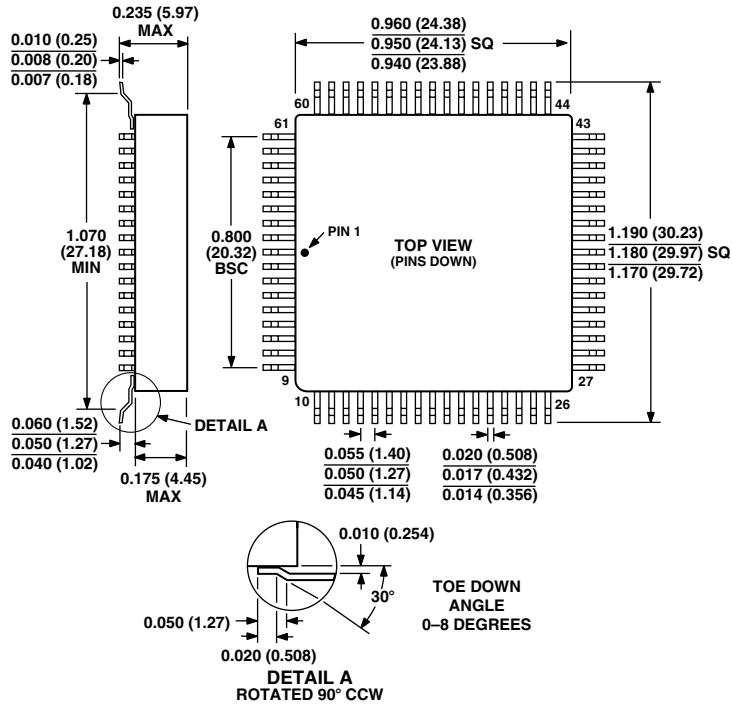 0.235 (5.97)
MAX
0.010 (0.25)
0.008 (0.20)
0.007 (0.18)
0.960 (24.38)
0.950 (24.13) SQ
0.940 (23.88)
60
44
61
43
1.070
(27.18)
MIN
0.800
(20.32)
BSC
PIN 1
TOP VIEW
(PINS DOWN)
1.190 (30.23)
1.180 (29.97) SQ
1.170 (29.72)
9
27
10
26
DETAIL A
0.060 (1.52)
0.050 (1.27)
0.040 (1.02)
0.175 (4.45)
MAX
0.055 (1.40)
0.050 (1.27)
0.045 (1.14)
0.020 (0.508)
0.017 (0.432)
0.014 (0.356)
0.010 (0.254)
30°
TOE DOWN
ANGLE
0–8 DEGREES
0.050 (1.27)
0.020 (0.508)
DETAIL A
ROTATED 90° CCW